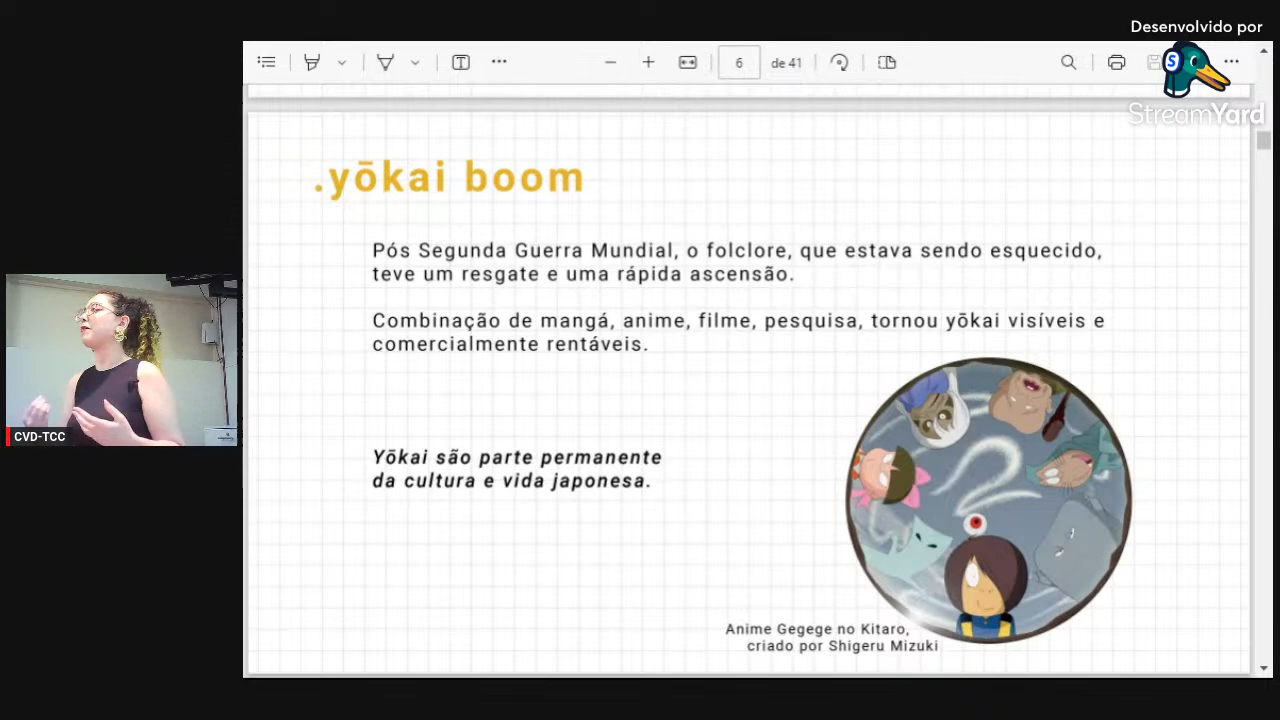 Desenvolvido por
StreamYard
S
6 de 41
.yōkai boom
Pós Segunda Guerra Mundial, o folclore, que estava sendo esquecido,
teve um resgate e uma rápida ascensão.
Combinação de mangá, anime, filme, pesquisa, tornou yōkai visíveis e
comercialmente rentáveis.
Yōkai são parte permanente
da cultura e vida japonesa.
Anime Gegege no Kitaro,
criado por Shigeru Mizuki
CVD-TCC